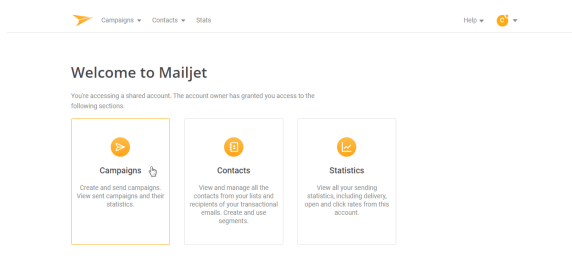 Campaigns Contacts Stats Help C
Welcome to Mailjet
You're accessing a shared account. The account owner has granted you access to the
following sections.
Campaigns
Create and send campaigns.
View sent campaigns and their
statistics.
Contacts
View and manage all the
contacts from your lists and
recipients of your transactional
emails. Create and use
segments.
Statistics
View all your sending
statistics, including delivery,
open and click rates from this
account.